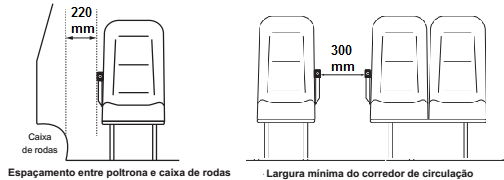 220
mm
300
mm
Caixa
de rodas
Espaçamento entre poltrona e caixa de rodas
Largura mínima do corredor de circulação